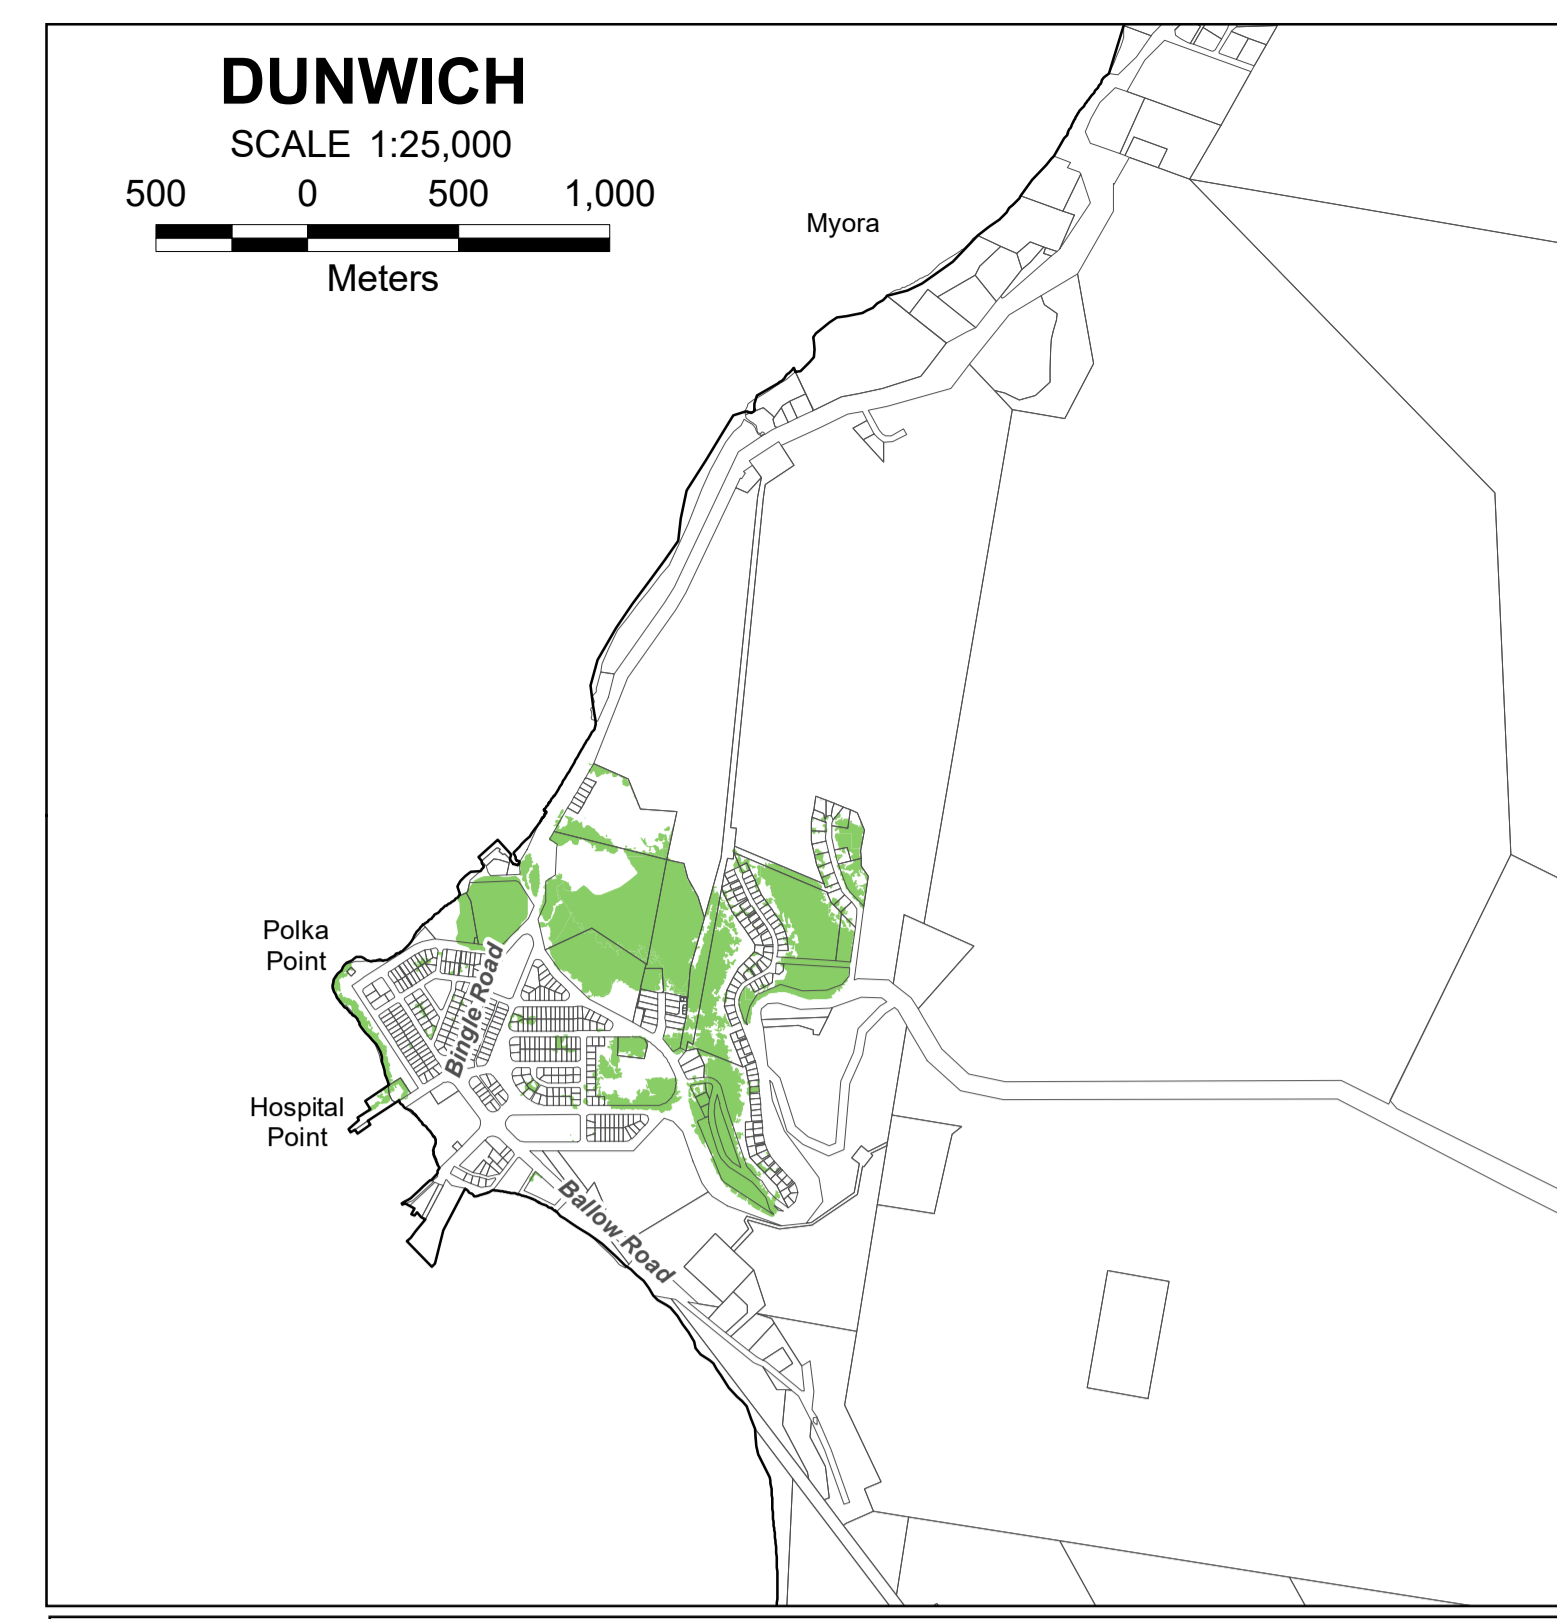 DUNWICH
SCALE 1:25,000
500 0 500 1,000
Meters
Myora
Polka
Point
Bingle Road
Hospital
Point
Ballow Road